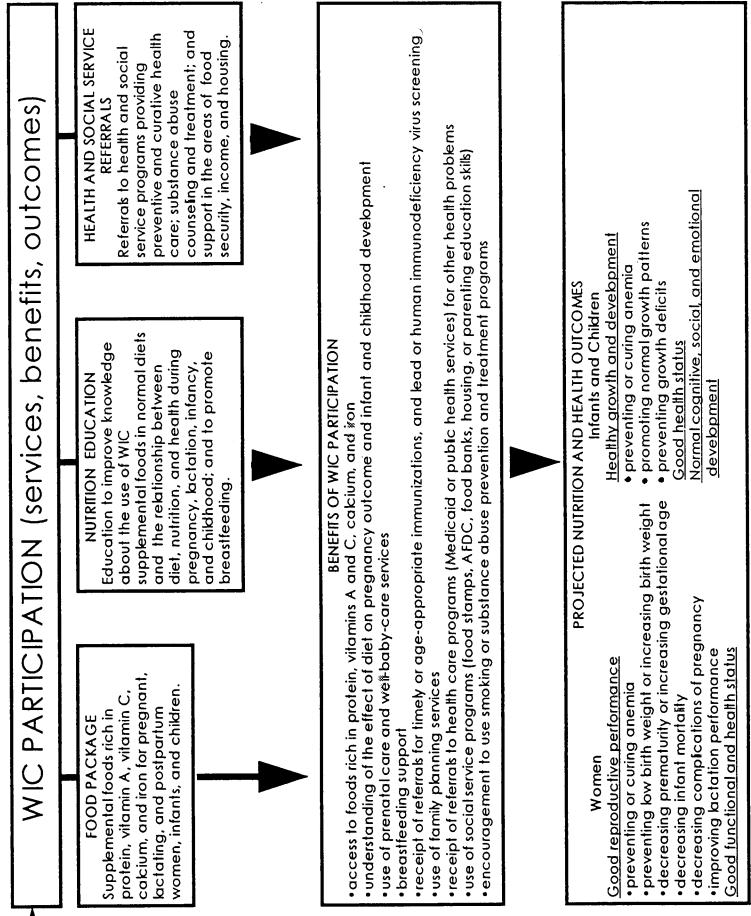 WIC PARTICIPATION (services, benefits, outcomes)
FOOD PACKAGE
Supplemental foods rich in
protein, vitamin A, vitamin C,
calcium, and iron for pregnant,
lactating, and postpartum
women, infants, and children.
NUTRITION EDUCATION
Education to improve knowledge
about the use of WIC
supplemental foods in normal diets
and the relationship between
diet, nutrition, and health during
pregnancy, lactation, infancy,
and childhood; and to promote
breastfeeding.
HEALTH AND SOCIAL SERVICE
REFERRALS
Referrals to health and social
service programs providing
preventive and curative health
care; substance abuse
counseling and treatment; and
support in the areas of food
security, income, and housing.
BENEFITS OF WIC PARTICIPATION
•access to foods rich in protein, vitamins A and C, calcium, and iron
•understanding of the effect of diet on pregnancy outcome and infant and childhood development
•use of prenatal care and well-baby-care services
•breastfeeding support
•receipt of referrals for timely or age-appropriate immunizations, and lead or human immunodeficiency virus screening
•use of family planning services
•receipt of referrals to health care programs (Medicaid or public health services) for other health problems
•use of social service programs (food stamps, AFDC, food banks, housing, or parenting education skills)
•encouragement to use smoking or substance abuse prevention and treatment programs
PROJECTED NUTRITION AND HEALTH OUTCOMES
Women
Good reproductive performance
•preventing or curing anemia
•preventing low birth weight or increasing birth weight
•decreasing prematurity or increasing gestational age
•decreasing infant mortality
•decreasing complications of pregnancy
•improving lactation performance
Good functional and health status
Infants and Children
Healthy growth and development
• preventing or curing anemia
• promoting normal growth patterns
• preventing growth deficits
Good health status
Normal cognitive, social, and emotional
development